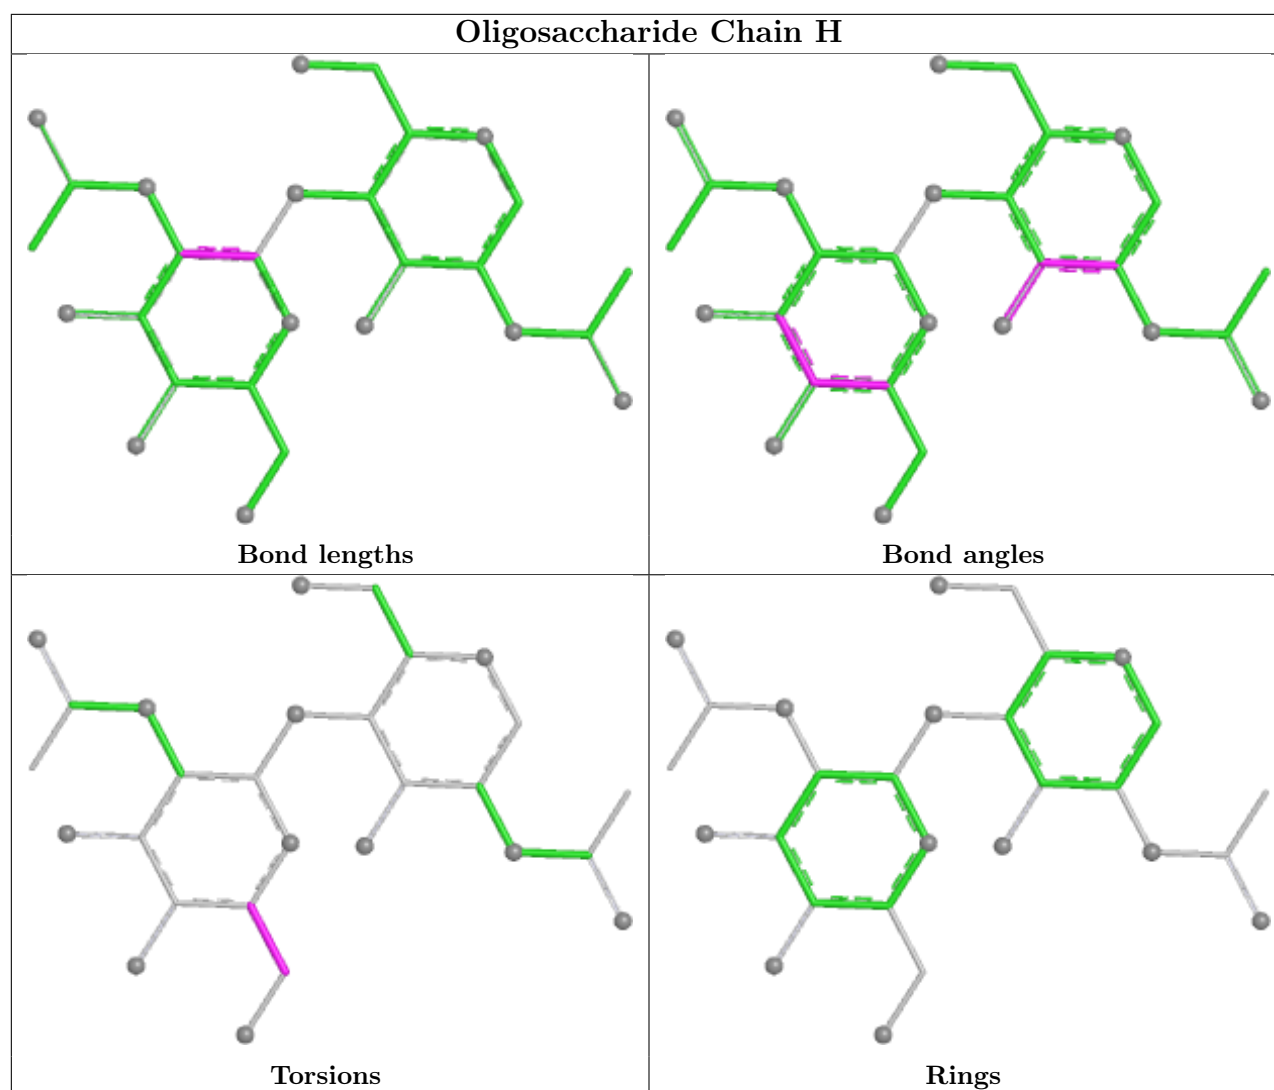 Oligosaccharide Chain H
Bond lengths
Bond angles
Torsions
Rings